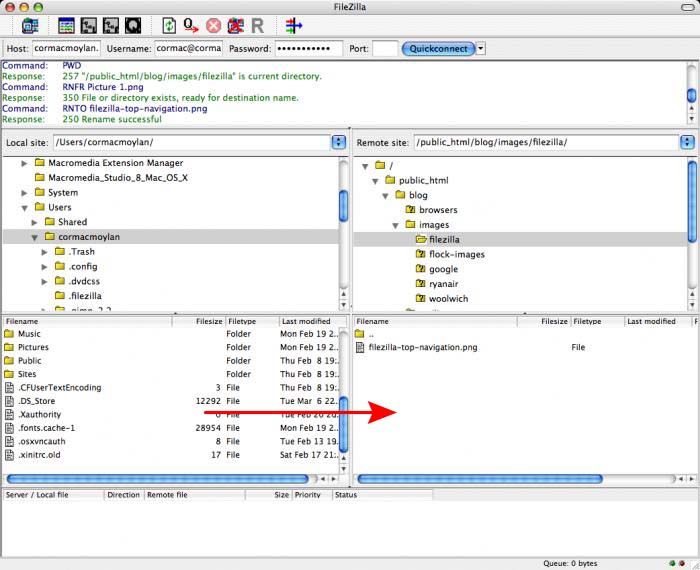 FileZilla
Host: cormacmoylan. Username: cormac@corma Password: ••••••••••• Port: Quickconnect
Command: PWD
Response: 257 "/public_html/blog/images/filezilla" is current directory.
Command: RNFR Picture 1.png
Response: 350 File or directory exists, ready for destination name.
Command: RNTO filezilla-top-navigation.png
Response: 250 Rename successful
Local site: /Users/cormacmoylan/
Macromedia Extension Manager
Macromedia_Studio_8_Mac_OS_X
System
Users
Shared
cormacmoylan
.Trash
.config
.dvdcss
.filezilla
Remote site: /public_html/blog/images/filezilla/
/
public_html
blog
browsers
images
filezilla
flock-images
google
ryanair
woolwich
Filename Filesize Filetype Last modified
Music Folder Mon Feb 19 2..
Pictures Folder Mon Feb 19 2..
Public Folder Thu Feb 8 19:.
Sites Folder Thu Feb 8 19:.
.CFUserTextEncoding 3 File Thu Feb 8 19:.
.DS_Store 12292 File Tue Mar 6 22..
.Xauthority 0 File Tue Feb 20 20.
.fonts.cache-1 28954 File Mon Feb 19 2..
.osxvncauth 8 File Tue Feb 13 19.
.xinitrc.old 17 File Sat Feb 17 21:.
Filename Filesize Filetype Last modified
..
filezilla-top-navigation.png File
Server / Local file Direction Remote file Size Priority Status
Queue: 0 bytes